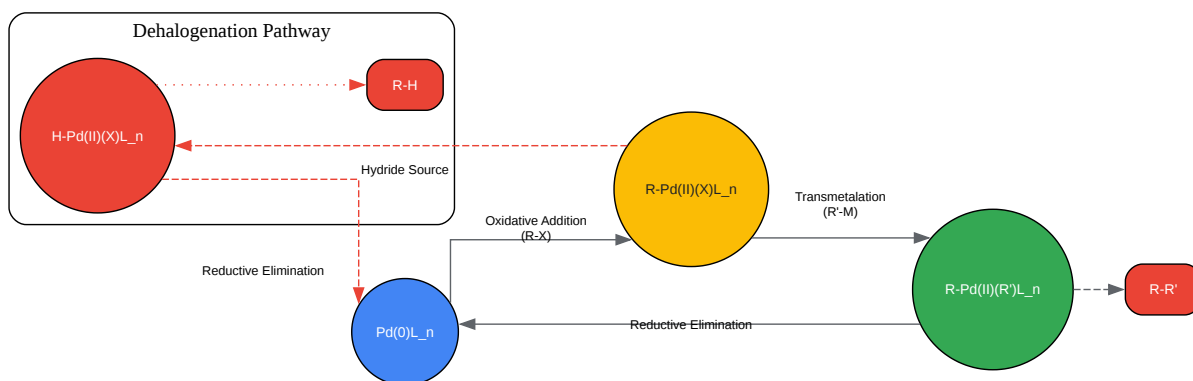 Dehalogenation Pathway
R-H
H-Pd(II)(X)L_n
Hydride Source
R-Pd(II)(X)L_n
Transmetalation
(R'-M)
Oxidative Addition
(R-X)
Reductive Elimination
R-Pd(II)(R')L_n
R-R'
Pd(0)L_n
Reductive Elimination